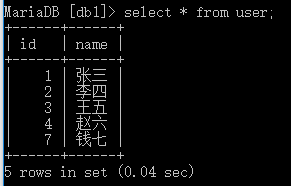 MariaDB [db1]> select * from user;
+------+------+
| id   | name |
+------+------+
|    1 | 张三 |
|    2 | 李四 |
|    3 | 王五 |
|    4 | 赵六 |
|    7 | 钱七 |
+------+------+
5 rows in set (0.04 sec)